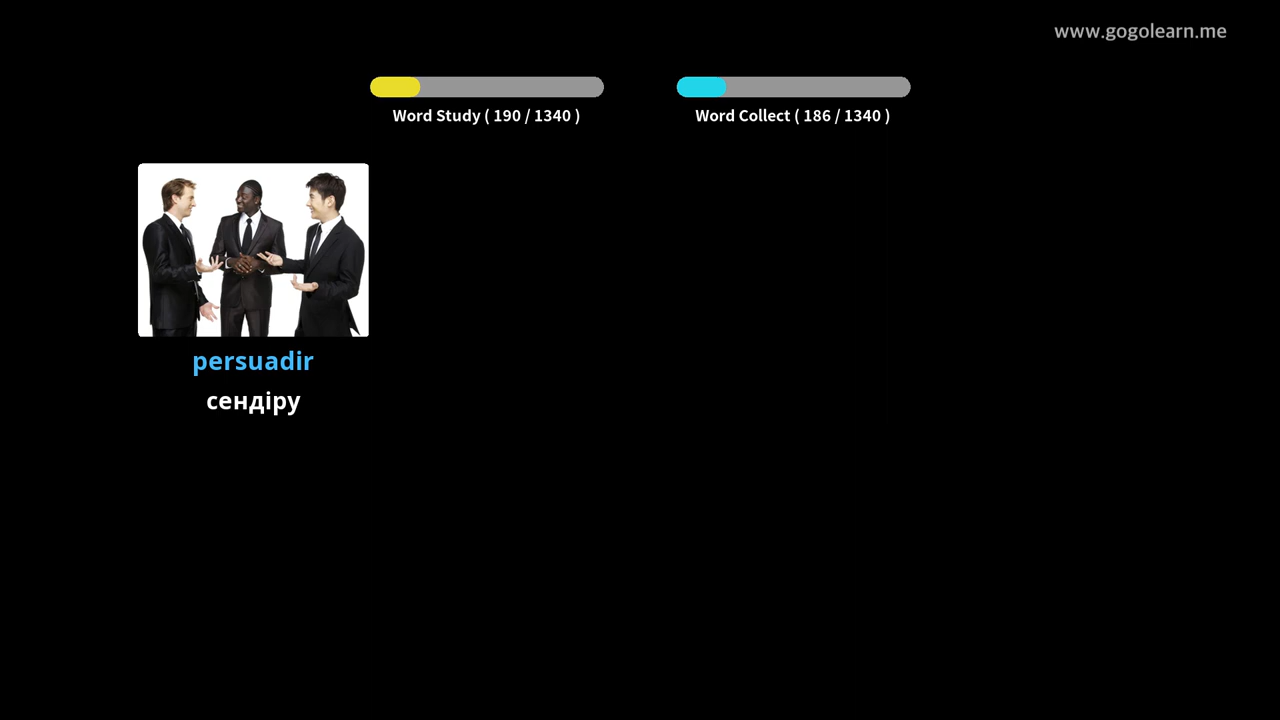 www.gogolearn.me
Word Study ( 190 / 1340 )
Word Collect ( 186 / 1340 )
persuadir
сендіру